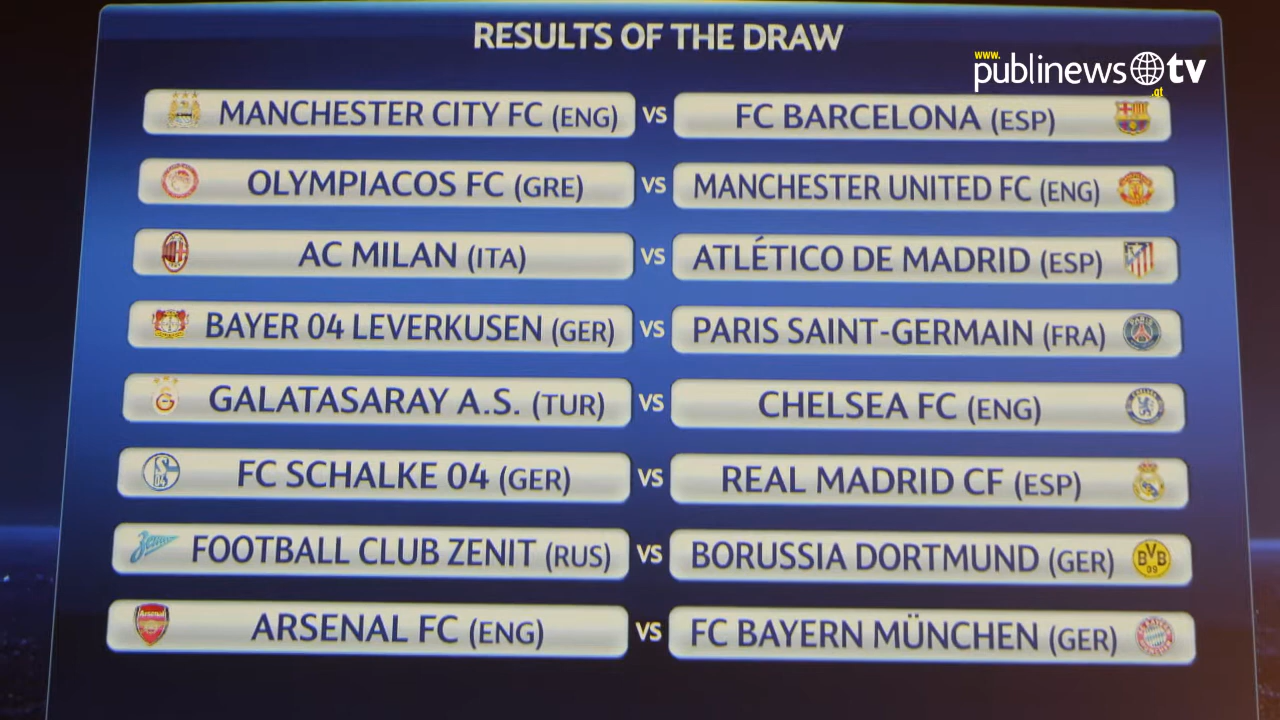 RESULTS OF THE DRAW
www.
publinews tv
.gt
MANCHESTER CITY FC (ENG) VS FC BARCELONA (ESP)
OLYMPIACOS FC (GRE) VS MANCHESTER UNITED FC (ENG)
AC MILAN (ITA) VS ATLÉTICO DE MADRID (ESP)
BAYER 04 LEVERKUSEN (GER) VS PARIS SAINT-GERMAIN (FRA)
GALATASARAY A.S. (TUR) VS CHELSEA FC (ENG)
FC SCHALKE 04 (GER) VS REAL MADRID CF (ESP)
FOOTBALL CLUB ZENIT (RUS) VS BORUSSIA DORTMUND (GER)
ARSENAL FC (ENG) VS FC BAYERN MÜNCHEN (GER)